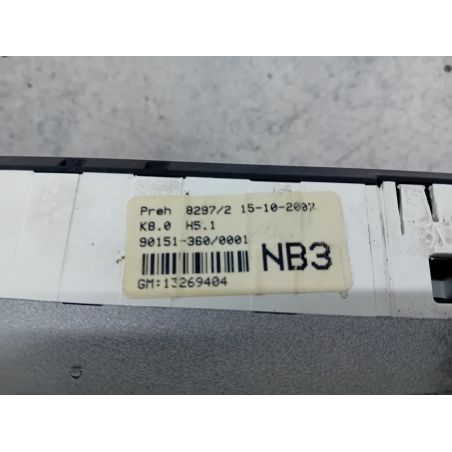 Preh 8297/2 15-10-2007
K8.0 H5.1
90151-360/0001
NB3
GM:13269404